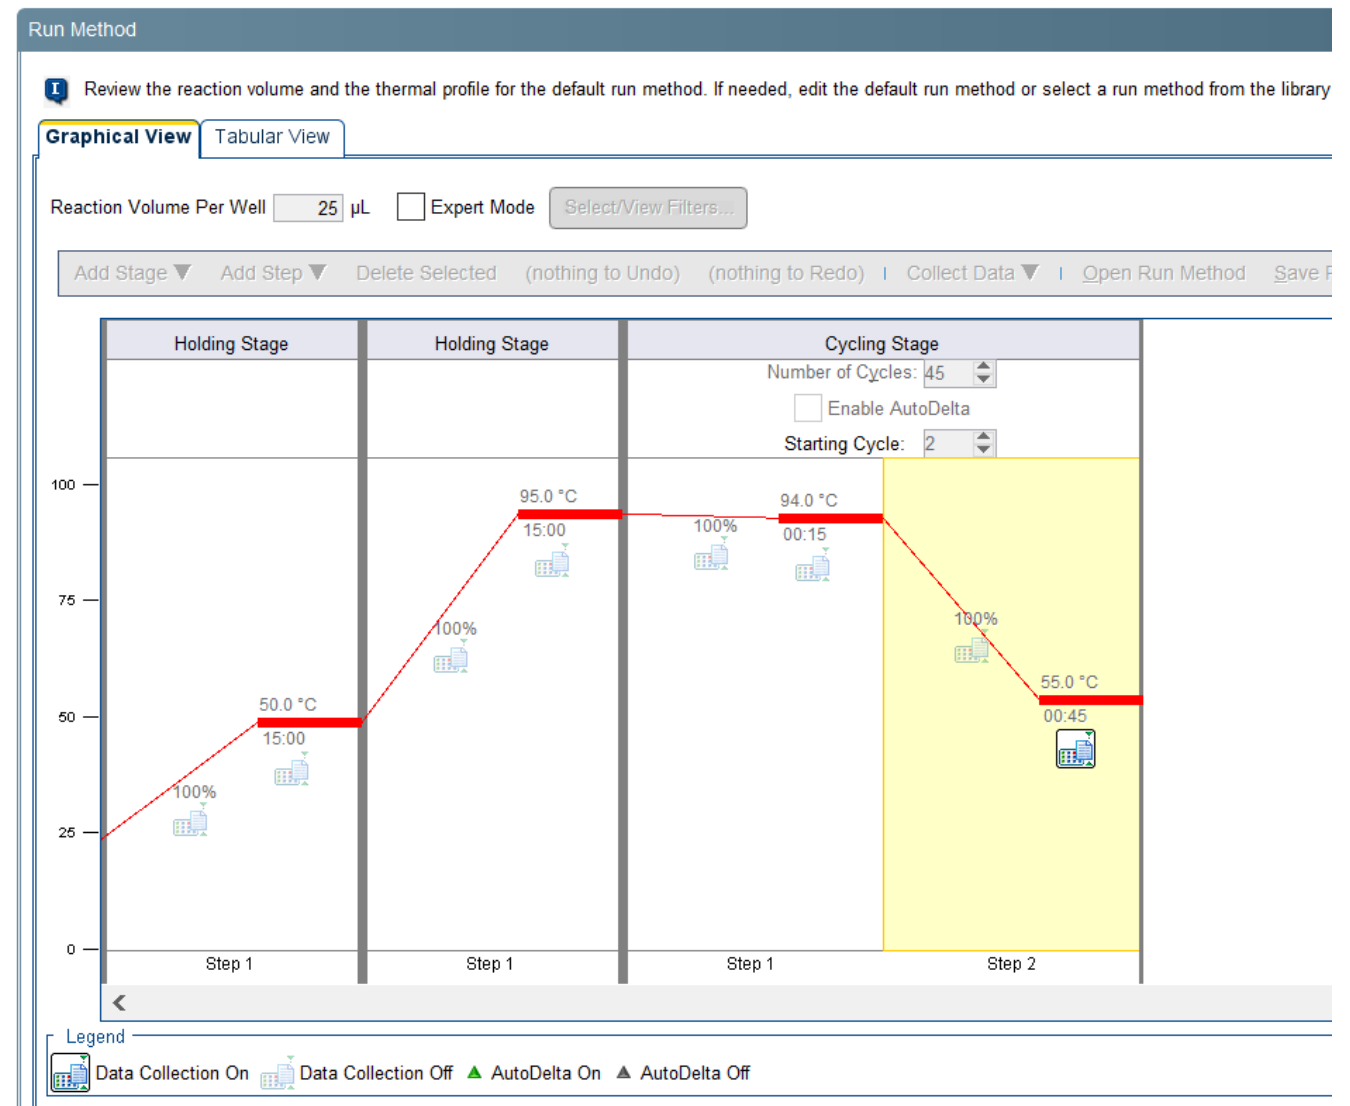 Run Method
Review the reaction volume and the thermal profile for the default run method. If needed, edit the default run method or select a run method from the library
Graphical View Tabular View
Reaction Volume Per Well 25 µL Expert Mode Select/View Filters...
Add Stage Add Step Delete Selected (nothing to Undo) (nothing to Redo) Collect Data Open Run Method Save
Holding Stage Holding Stage Cycling Stage
Number of Cycles: 45
Enable AutoDelta
Starting Cycle: 2
100
95.0 °C 94.0 °C
15:00 100% 00:15
75
100% 100%
55.0 °C
50.0 °C
50 00:45
15:00
100%
25
0
Step 1 Step 1 Step 1 Step 2
Legend
Data Collection On Data Collection Off AutoDelta On AutoDelta Off